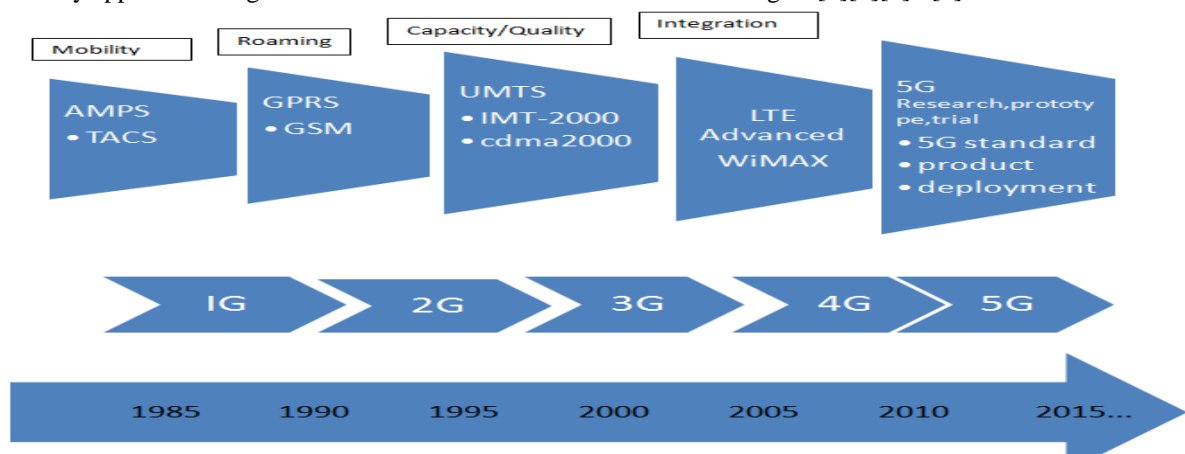 Mobility
Roaming
Capacity/Quality
Integration
AMPS
• TACS
GPRS
• GSM
UMTS
• IMT-2000
• cdma2000
LTE
Advanced
WiMAX
5G
Research,prototy
pe,trial
• 5G standard
• product
• deployment
IG
2G
3G
4G
5G
1985
1990
1995
2000
2005
2010
2015...